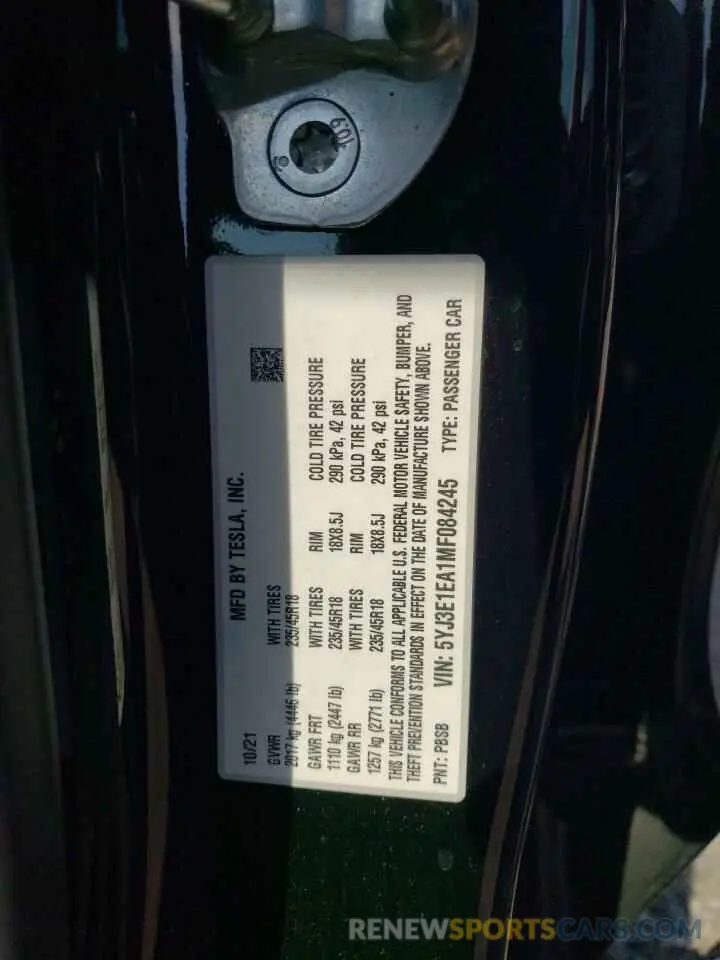 10.9
MFD BY TESLA, INC.
10/21
GVWR WITH TIRES
2017 kg (4446 lb) 235/45R18
GAWR FRT WITH TIRES RIM COLD TIRE PRESSURE
1110 kg (2447 lb) 235/45R18 18X8.5J 290 kPa, 42 psi
GAWR RR WITH TIRES RIM COLD TIRE PRESSURE
1257 kg (2771 lb) 235/45R18 18X8.5J 290 kPa, 42 psi
THIS VEHICLE CONFORMS TO ALL APPLICABLE U.S. FEDERAL MOTOR VEHICLE SAFETY, BUMPER, AND
THEFT PREVENTION STANDARDS IN EFFECT ON THE DATE OF MANUFACTURE SHOWN ABOVE.
PNT: PBSB VIN: 5YJ3E1EA1MF084245 TYPE: PASSENGER CAR
RENEWSPORTSCARS.COM